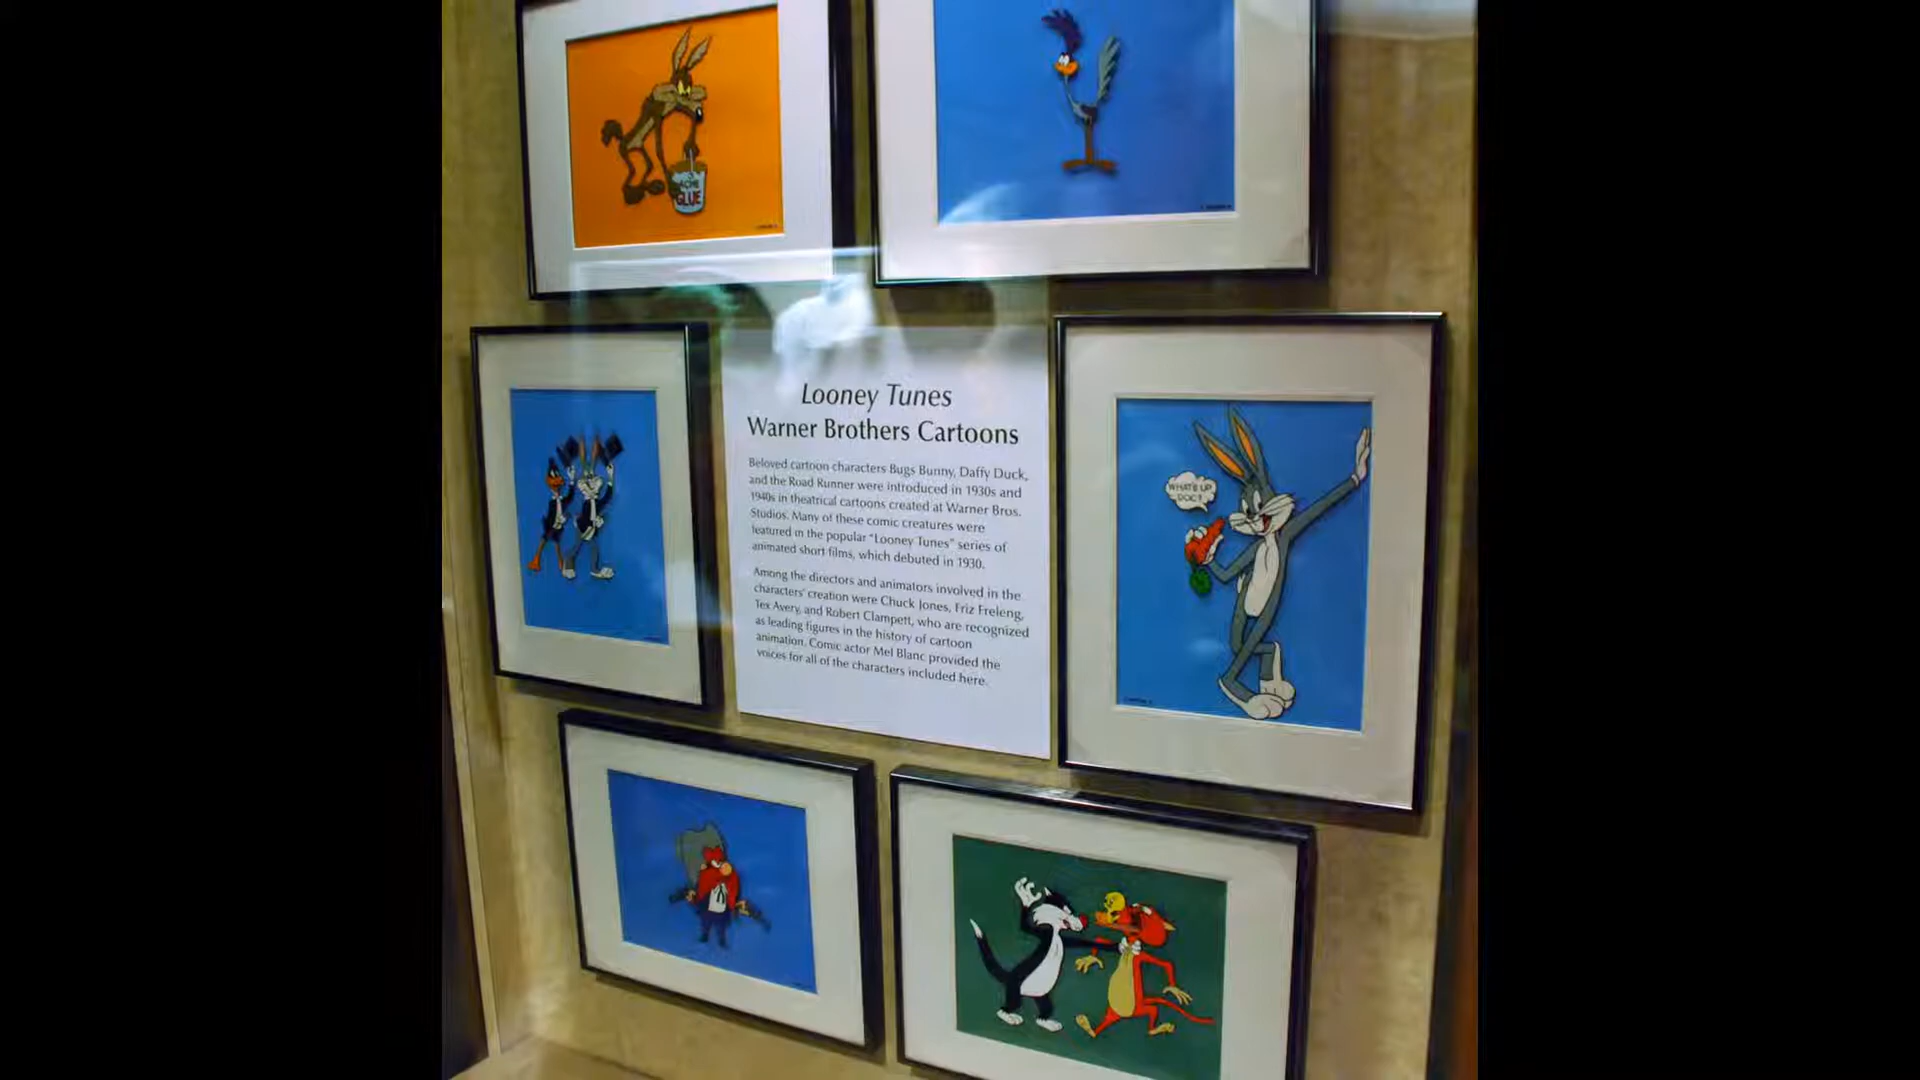 ACME
GLUE
Looney Tunes
Warner Brothers Cartoons
Beloved cartoon characters Bugs Bunny, Daffy Duck,
and the Road Runner were introduced in 1930s and
1940s in theatrical cartoons created at Warner Bros.
Studios. Many of these comic creatures were
featured in the popular "Looney Tunes" series of
animated short films, which debuted in 1930.
Among the directors and animators involved in the
characters' creation were Chuck Jones, Friz Freleng,
Tex Avery, and Robert Clampett, who are recognized
as leading figures in the history of cartoon
animation. Comic actor Mel Blanc provided the
voices for all of the characters included here.
WHAT'S UP
DOC?